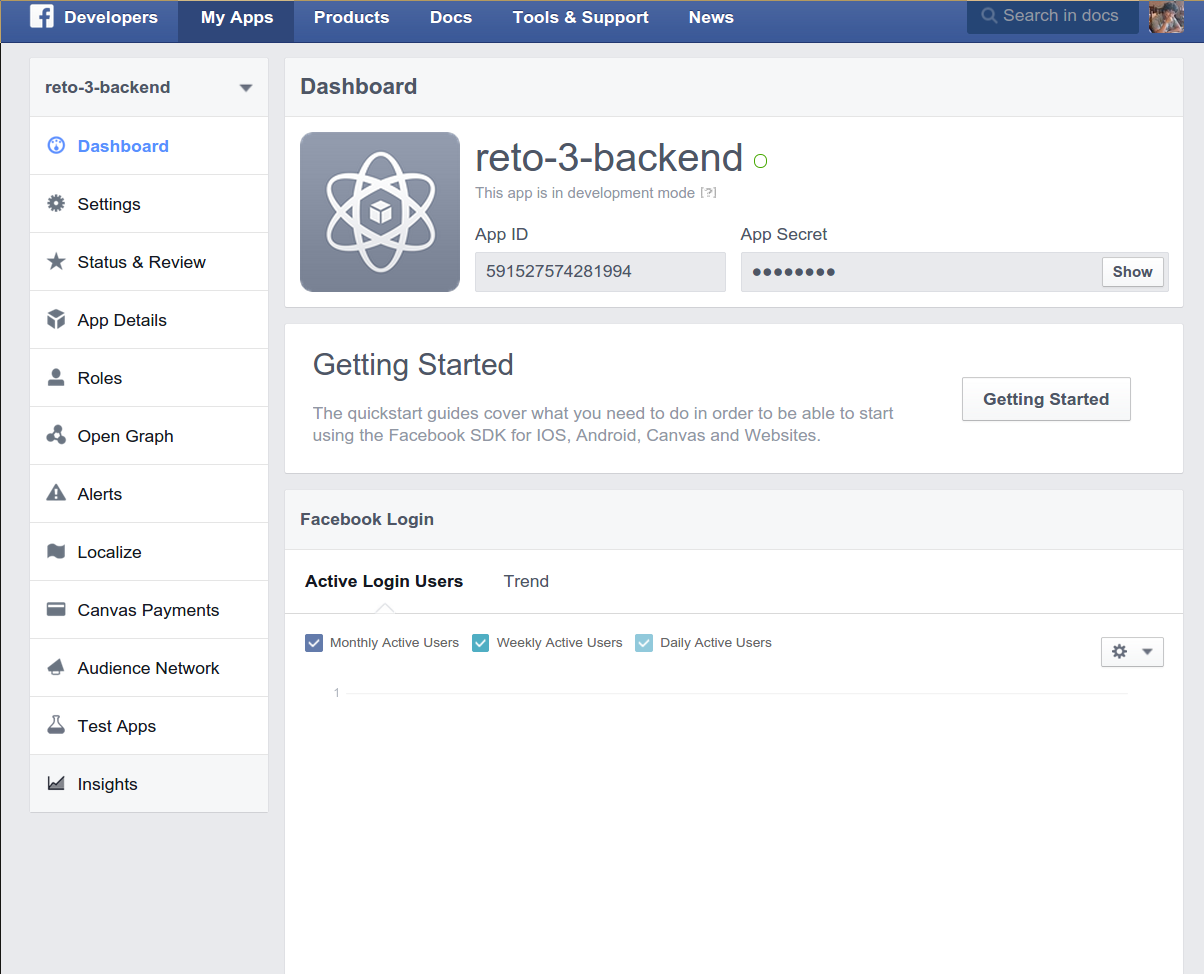 Developers My Apps Products Docs Tools & Support News Search in docs
reto-3-backend
Dashboard
Settings
Status & Review
App Details
Roles
Open Graph
Alerts
Localize
Canvas Payments
Audience Network
Test Apps
Insights
Dashboard
reto-3-backend
This app is in development mode [?]
App ID App Secret
591527574281994 ●●●●●●●● Show
Getting Started
The quickstart guides cover what you need to do in order to be able to start
using the Facebook SDK for IOS, Android, Canvas and Websites.
Getting Started
Facebook Login
Active Login Users Trend
Monthly Active Users Weekly Active Users Daily Active Users
1